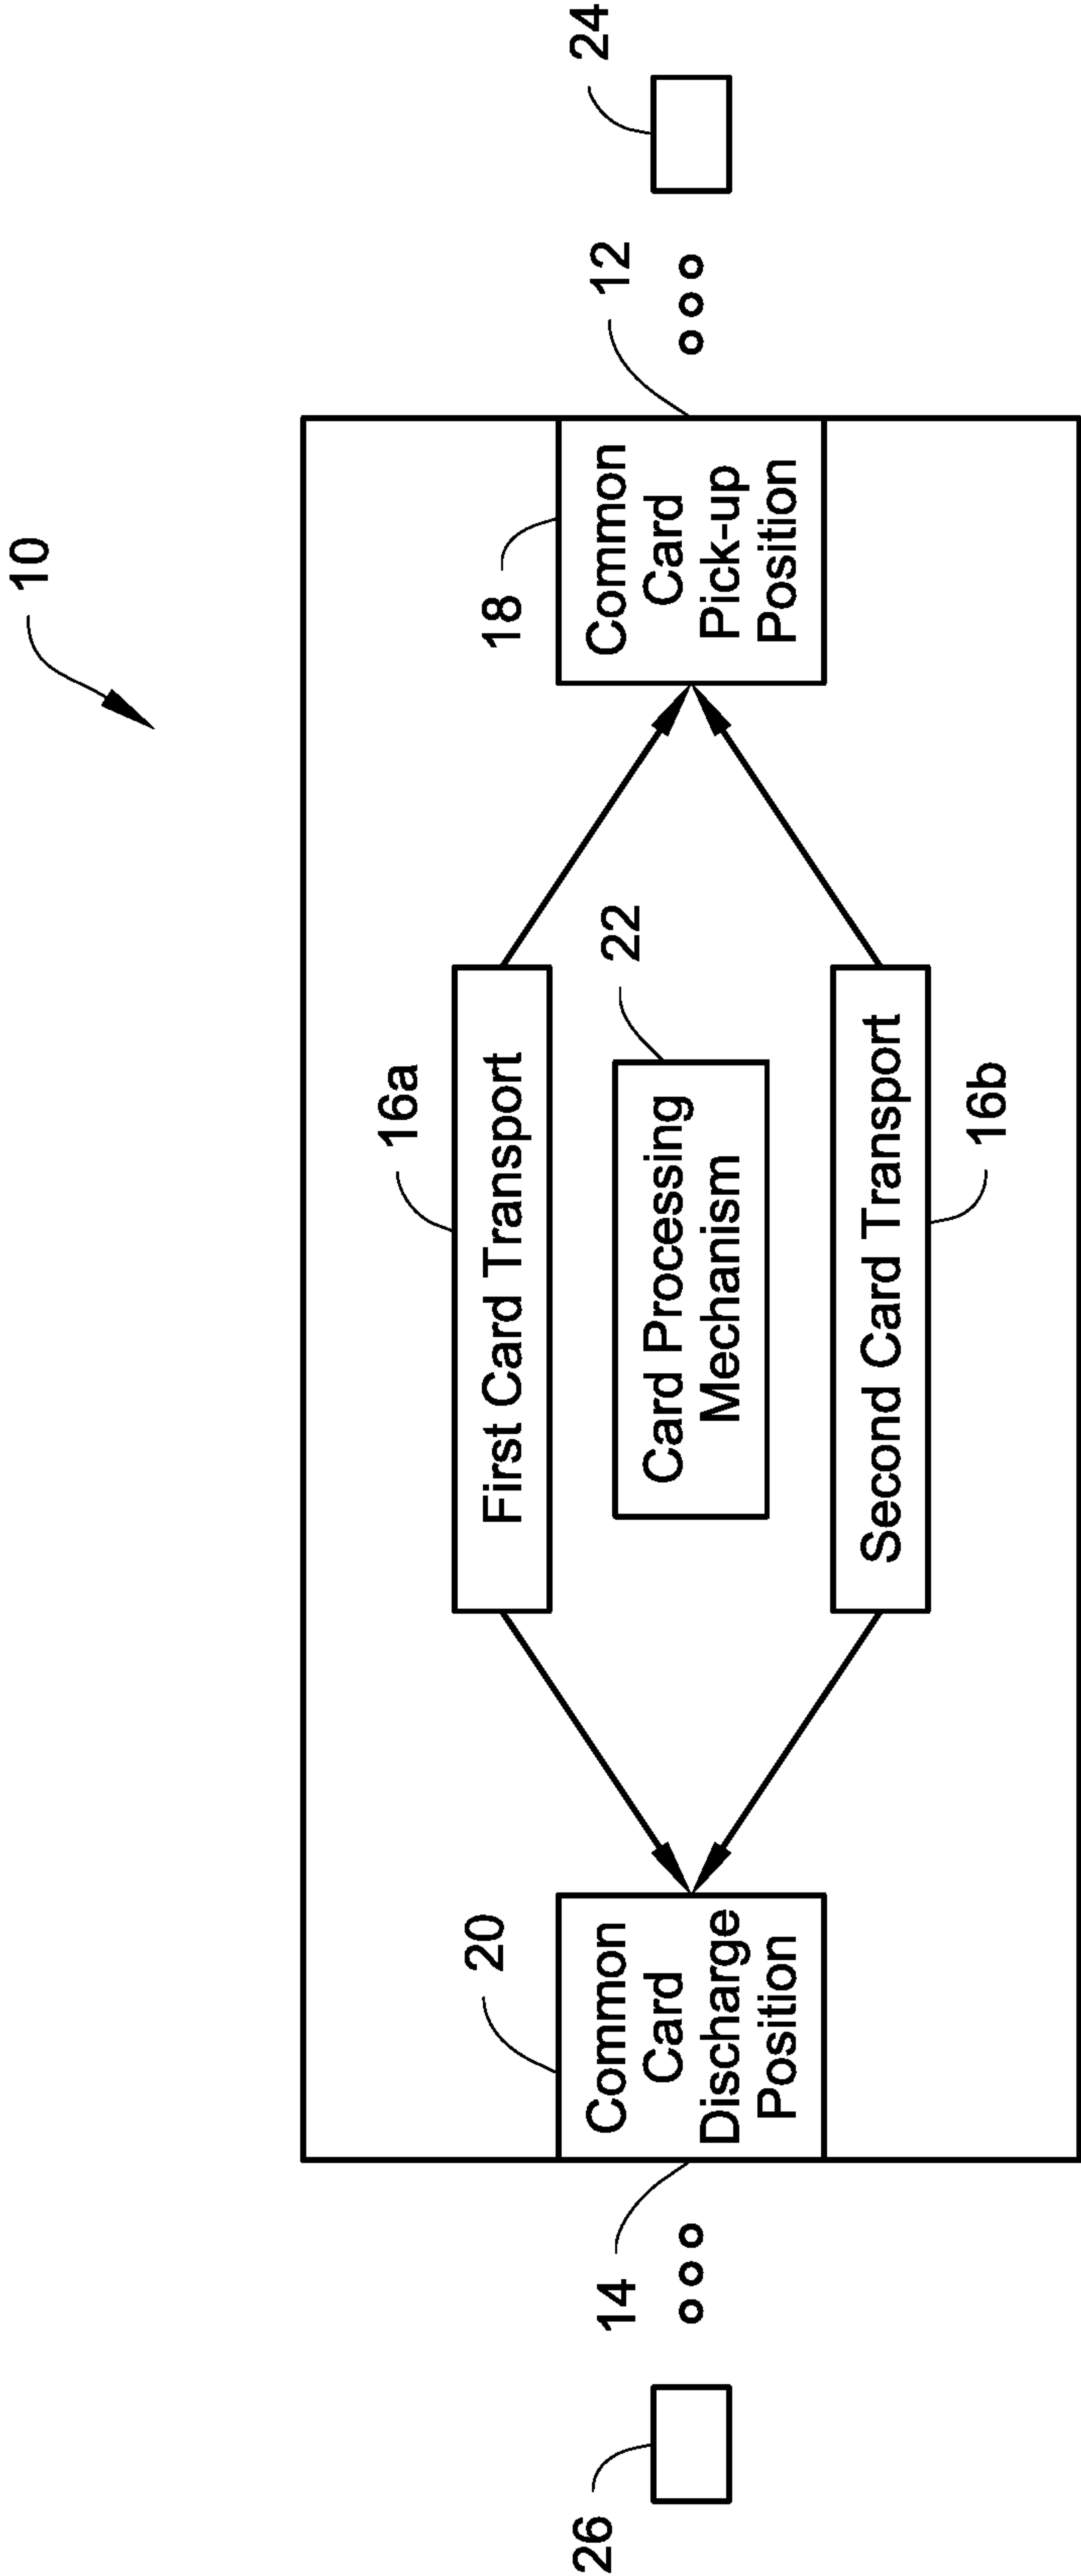 10
24
12
18
Common
Card
Pick-up
Position
16a
First Card Transport
22
Card Processing
Mechanism
Second Card Transport
16b
20
Common
Card
Discharge
Position
14
26